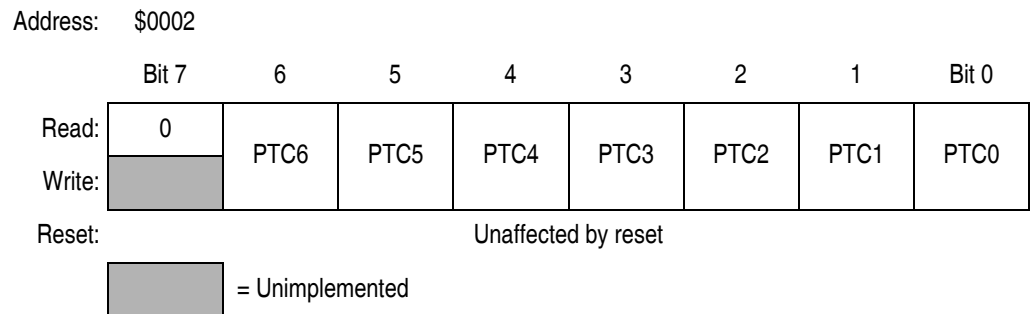 Address: $0002
Bit 7 6 5 4 3 2 1 Bit 0
Read: 0
PTC6 PTC5 PTC4 PTC3 PTC2 PTC1 PTC0
Write:
Reset: Unaffected by reset
= Unimplemented